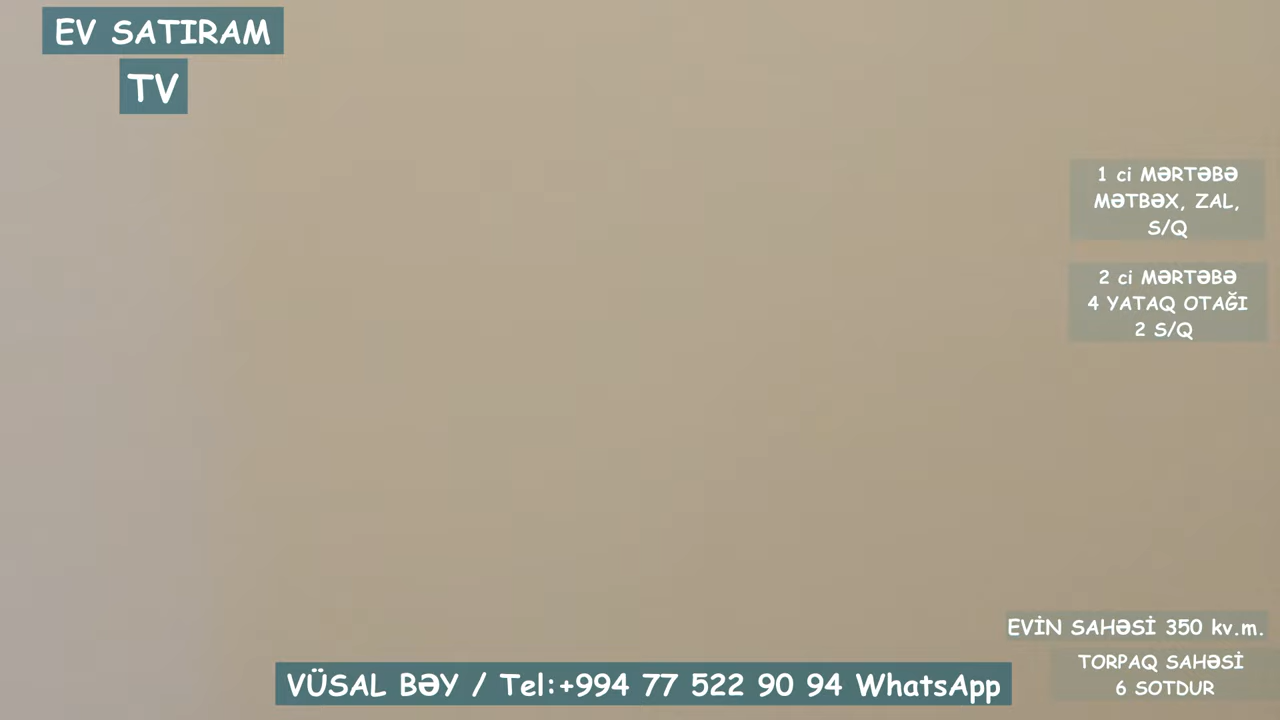 EV SATIRAM
TV
1 ci MƏRTƏBƏ
MƏTBƏX, ZAL,
S/Q
2 ci MƏRTƏBƏ
4 YATAQ OTAĞI
2 S/Q
EVİN SAHƏSİ 350 kv.m.
TORPAQ SAHƏSİ
6 SOTDUR
VÜSAL BƏY / Tel:+994 77 522 90 94 WhatsApp